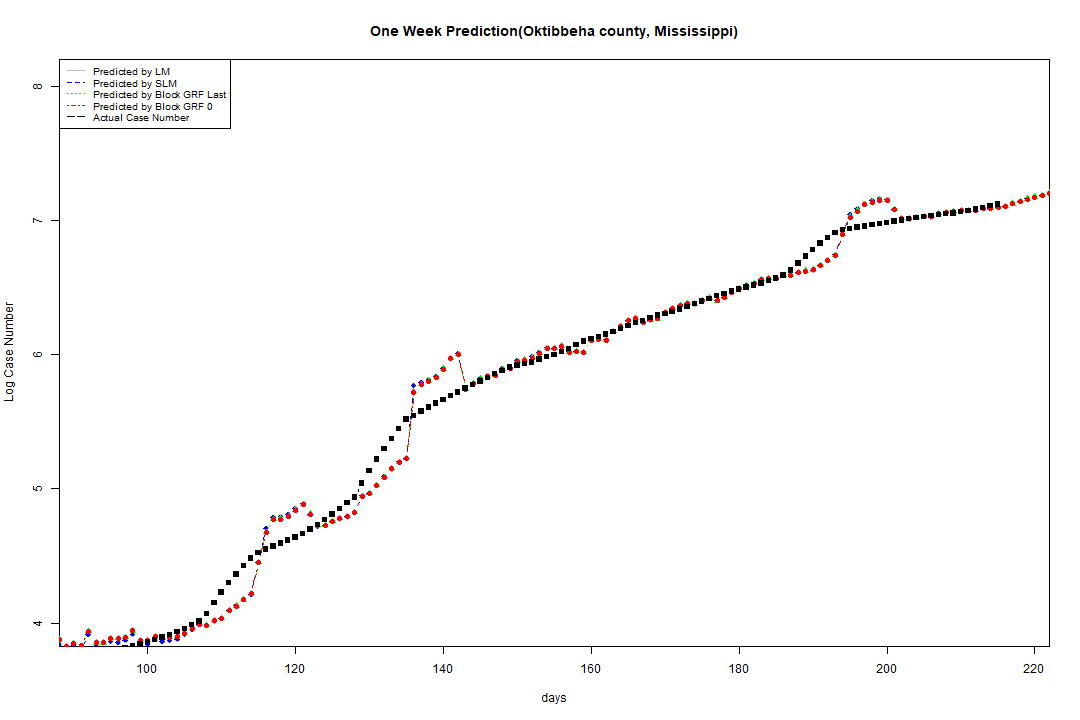 One Week Prediction(Oktibbeha county, Mississippi)
Predicted by LM
Predicted by SLM
Predicted by Block GRF Last
Predicted by Block GRF 0
Actual Case Number
8
7
6
5
4
Log Case Number
100 120 140 160 180 200 220
days